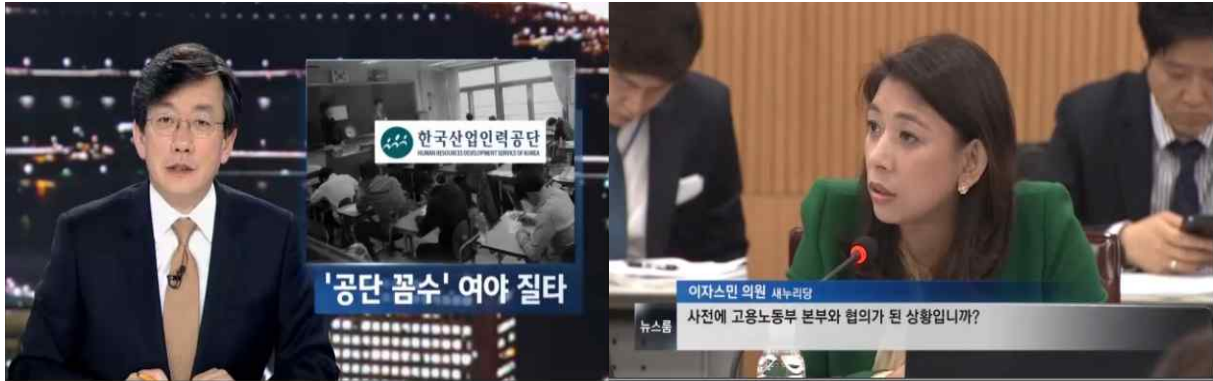 한국산업인력공단
HUMAN RESOURCES DEVELOPMENT SERVICE OF KOREA
'공단 꼼수' 여야 질타
이자스민 의원 새누리당
뉴스룸
사전에 고용노동부 본부와 협의가 된 상황입니까?